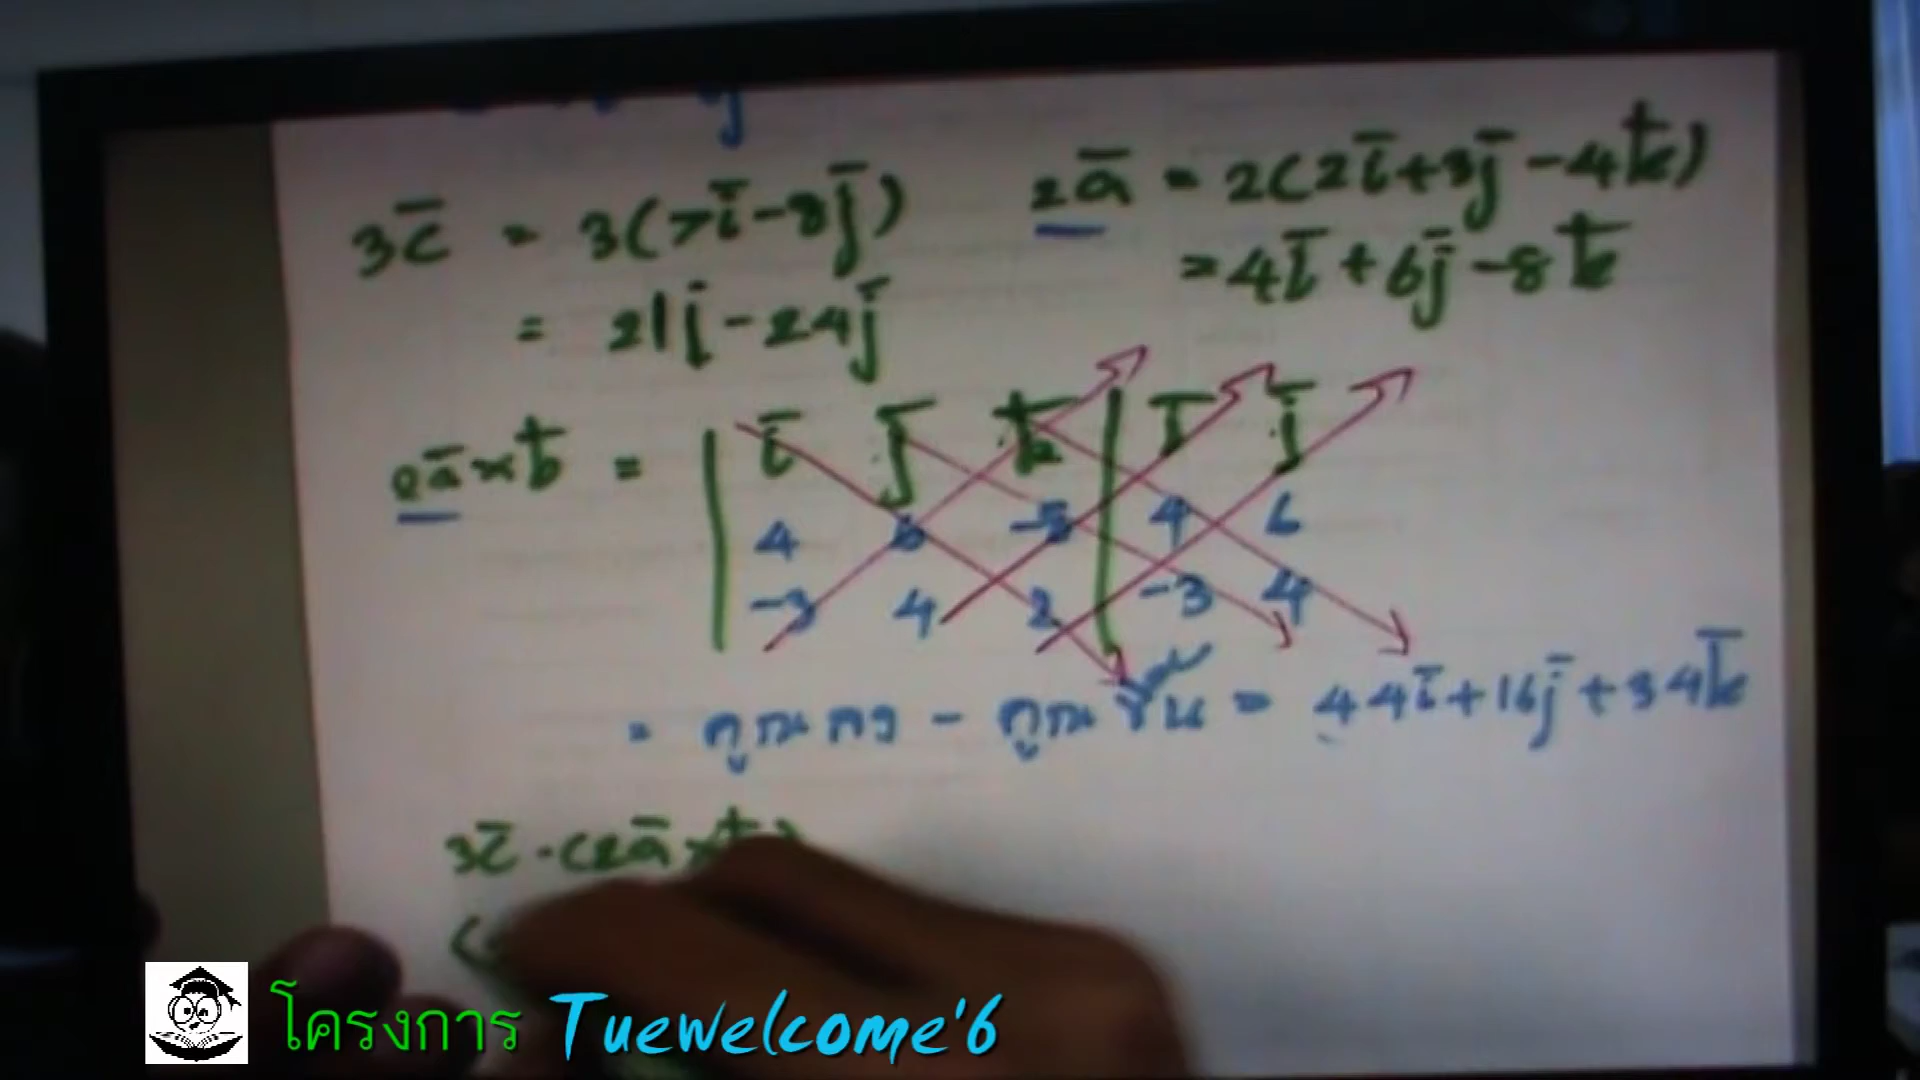 3c̄ = 3(7ī-8j̄)
2ā = 2(2ī+3j̄-4k̄)
= 21ī-24j̄
= 4ī+6j̄-8k̄
2ā×b̄ = | ī j̄ k̄ | ī j̄
4 6 -8 4 6
-3 4 2 -3 4
= คูณลง - คูณขึ้น = 44ī+16j̄+34k̄
3c̄·(2ā×b̄)
(
โครงการ Tuewelcome'6